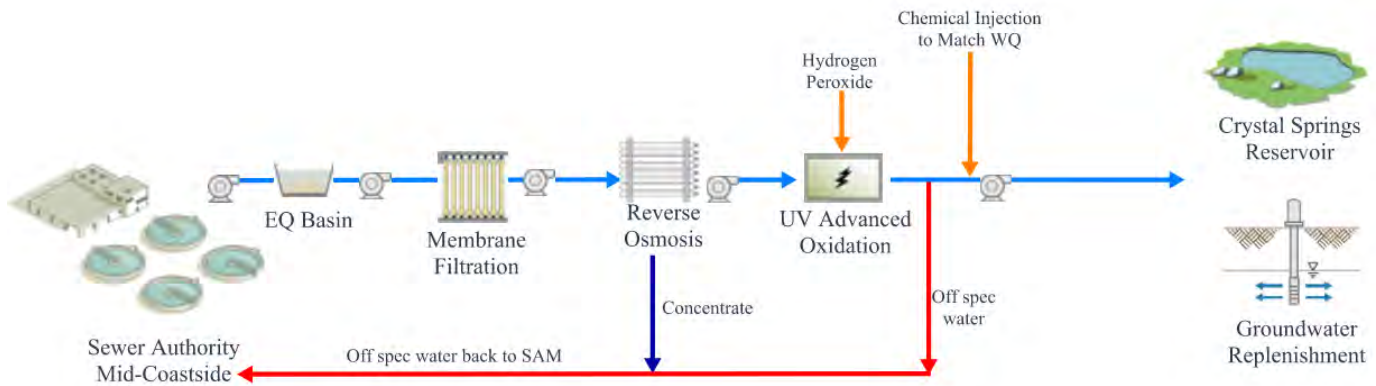 Chemical Injection
to Match WQ
Hydrogen
Peroxide
Crystal Springs
Reservoir
EQ Basin
Membrane
Filtration
Reverse
Osmosis
UV Advanced
Oxidation
Concentrate
Off spec
water
Sewer Authority
Mid-Coastside
Off spec water back to SAM
Groundwater
Replenishment